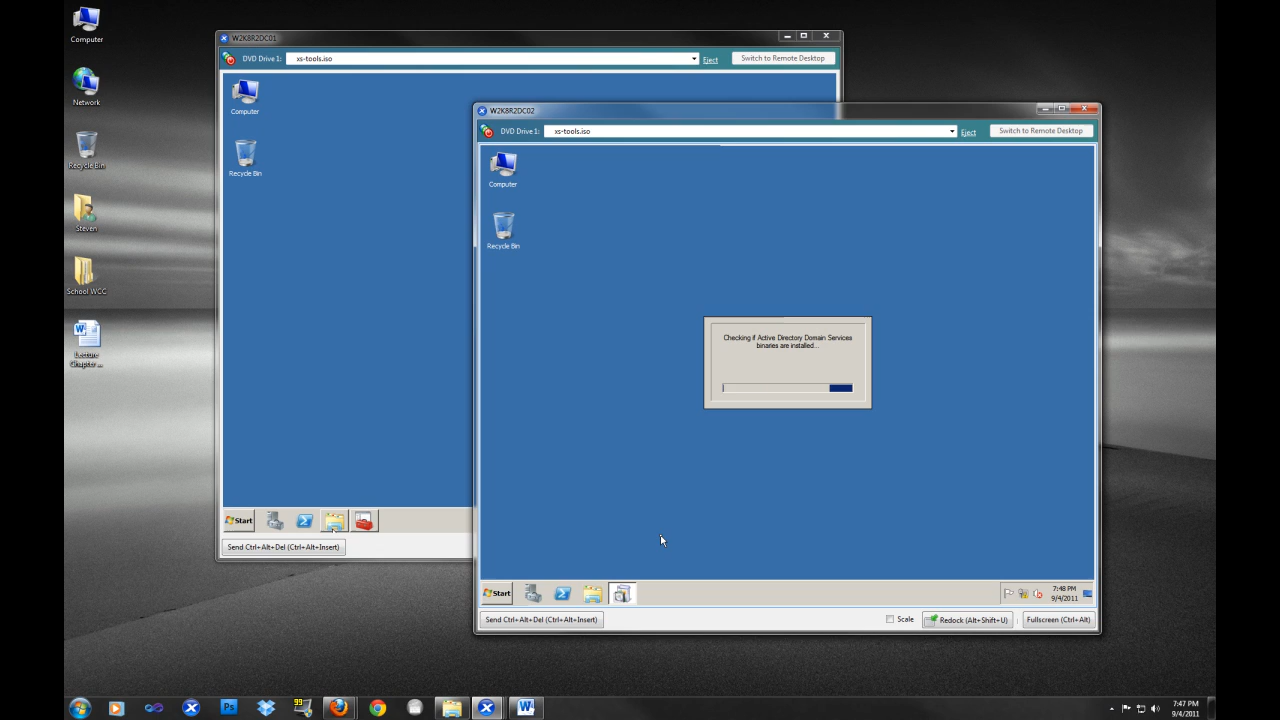 Computer
Network
Recycle Bin
Steven
School WCC
Lecture
Chapter ...
W2K8R2DC01
DVD Drive 1:
xs-tools.iso
Eject
Switch to Remote Desktop
Computer
Recycle Bin
Start
Send Ctrl+Alt+Del (Ctrl+Alt+Insert)
W2K8R2DC02
DVD Drive 1:
xs-tools.iso
Eject
Switch to Remote Desktop
Computer
Recycle Bin
Checking if Active Directory Domain Services
binaries are installed...
Start
7:48 PM
9/4/2011
Send Ctrl+Alt+Del (Ctrl+Alt+Insert)
Scale
Redock (Alt+Shift+U)
Fullscreen (Ctrl+Alt)
Ps
99
W
7:47 PM
9/4/2011